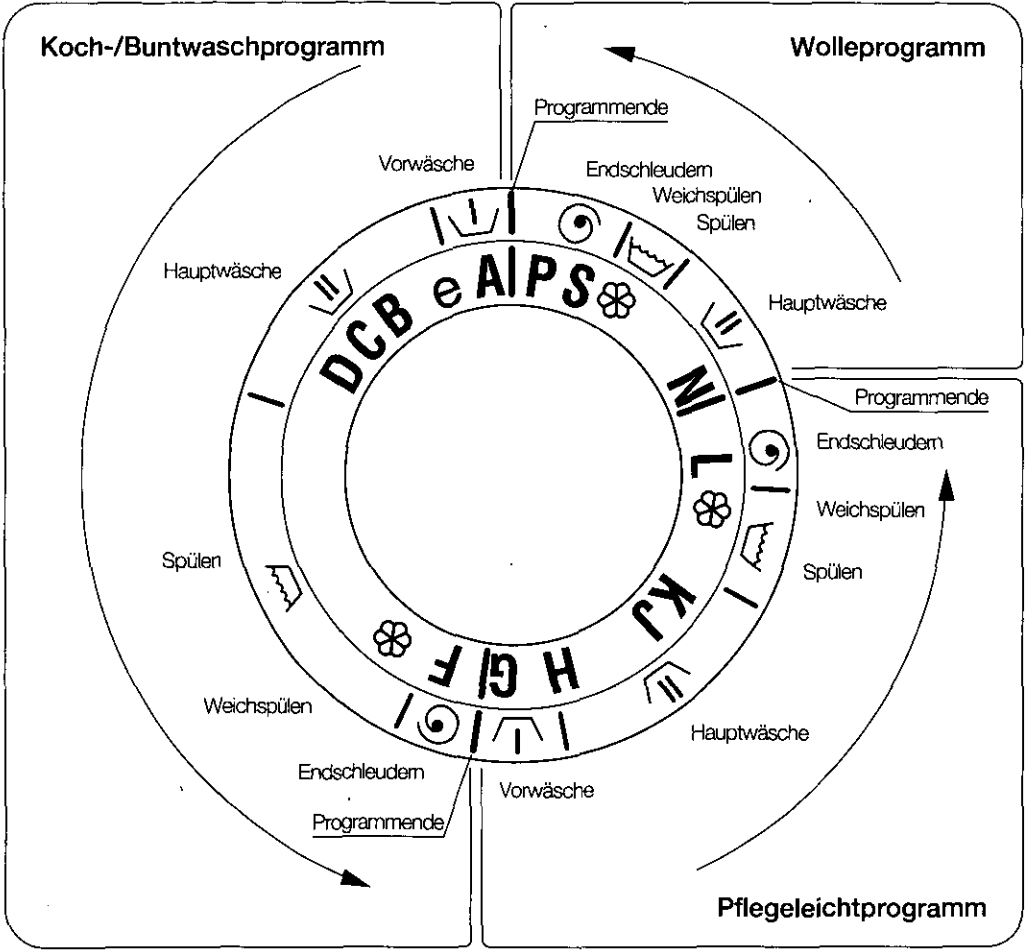 Koch-/Buntwaschprogramm
Wolleprogramm
Programmende
Vorwäsche
Endschleudern
Weichspülen
Spülen
Hauptwäsche
Hauptwäsche
D C B e A P S
N
Programmende
Endschleudern
L
Weichspülen
Spülen
Spülen
K J
F G H
Weichspülen
Hauptwäsche
Endschleudern
Vorwäsche
Programmende
Pflegeleichtprogramm